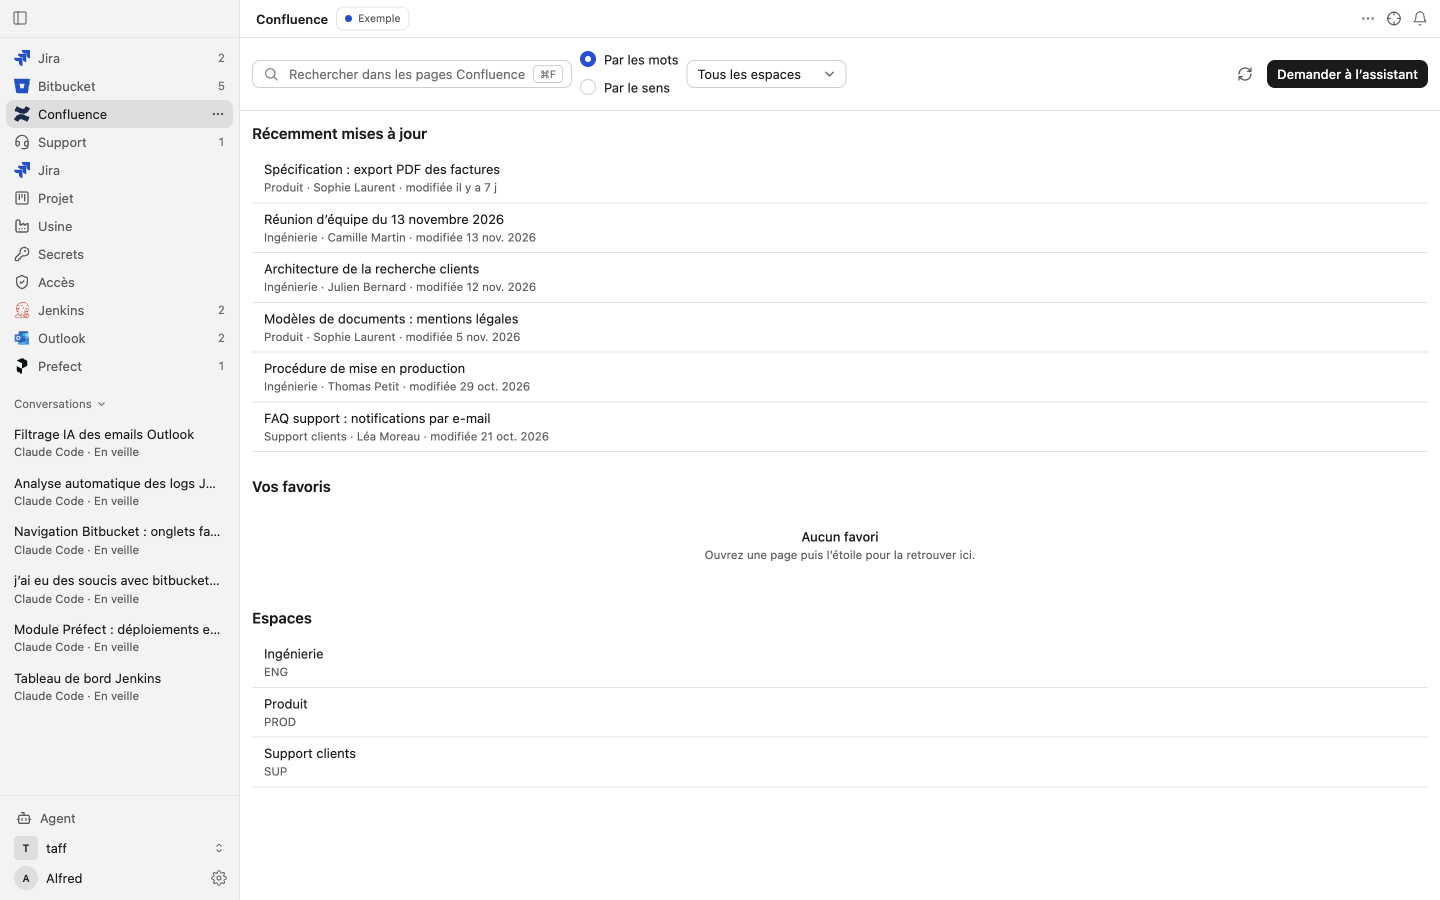 Confluence
Exemple
Jira 2
Bitbucket 5
Confluence
Support 1
Jira
Projet
Usine
Secrets
Accès
Jenkins 2
Outlook 2
Prefect 1
Conversations
Filtrage IA des emails Outlook
Claude Code · En veille
Analyse automatique des logs J...
Claude Code · En veille
Navigation Bitbucket : onglets fa...
Claude Code · En veille
j’ai eu des soucis avec bitbucket...
Claude Code · En veille
Module Préfect : déploiements e...
Claude Code · En veille
Tableau de bord Jenkins
Claude Code · En veille
Agent
T taff
A Alfred
Rechercher dans les pages Confluence ⌘F
Par les mots
Par le sens
Tous les espaces
Demander à l’assistant
Récemment mises à jour
Spécification : export PDF des factures
Produit · Sophie Laurent · modifiée il y a 7 j
Réunion d’équipe du 13 novembre 2026
Ingénierie · Camille Martin · modifiée 13 nov. 2026
Architecture de la recherche clients
Ingénierie · Julien Bernard · modifiée 12 nov. 2026
Modèles de documents : mentions légales
Produit · Sophie Laurent · modifiée 5 nov. 2026
Procédure de mise en production
Ingénierie · Thomas Petit · modifiée 29 oct. 2026
FAQ support : notifications par e-mail
Support clients · Léa Moreau · modifiée 21 oct. 2026
Vos favoris
Aucun favori
Ouvrez une page puis l’étoile pour la retrouver ici.
Espaces
Ingénierie
ENG
Produit
PROD
Support clients
SUP